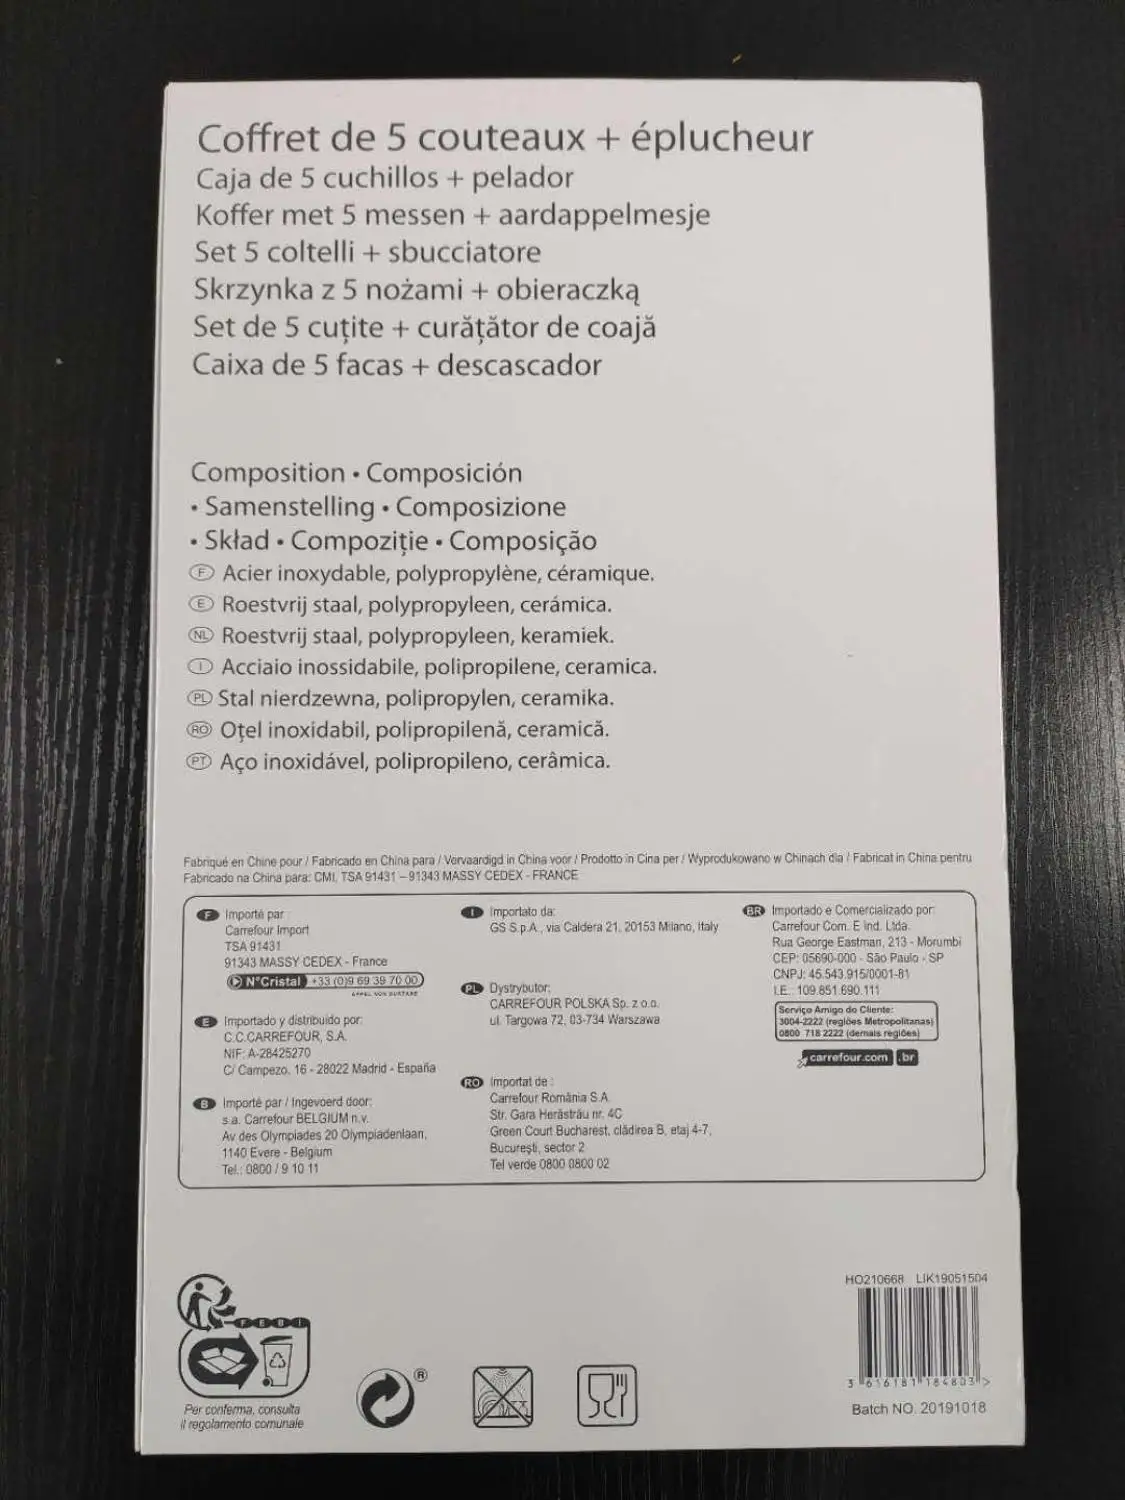 Coffret de 5 couteaux + éplucheur
Caja de 5 cuchillos + pelador
Koffer met 5 messen + aardappelmesje
Set 5 coltelli + sbucciatore
Skrzynka z 5 nożami + obieraczką
Set de 5 cuțite + curățător de coajă
Caixa de 5 facas + descascador
Composition • Composición
• Samenstelling • Composizione
• Skład • Compoziție • Composição
F Acier inoxydable, polypropylène, céramique.
E Roestvrij staal, polypropyleen, cerámica.
NL Roestvrij staal, polypropyleen, keramiek.
I Acciaio inossidabile, polipropilene, ceramica.
PL Stal nierdzewna, polipropylen, ceramika.
RO Oțel inoxidabil, polipropilenă, ceramică.
PT Aço inoxidável, polipropileno, cerâmica.
Fabriqué en Chine pour / Fabricado en China para / Vervaardigd in China voor / Prodotto in Cina per / Wyprodukowano w Chinach dla / Fabricat in China pentru
Fabricado na China para: CMI, TSA 91431 – 91343 MASSY CEDEX - FRANCE
F Importé par :
Carrefour Import
TSA 91431
91343 MASSY CEDEX - France
N°Cristal +33 (0)9 69 39 70 00
APPEL NON SURTAXÉ
E Importado y distribuido por:
C.C.CARREFOUR, S.A.
NIF: A-28425270
C/ Campezo, 16 - 28022 Madrid - España
B Importé par / Ingevoerd door:
s.a. Carrefour BELGIUM n.v.
Av des Olympiades 20 Olympiadenlaan,
1140 Evere - Belgium
Tel.: 0800 / 9 10 11
I Importato da:
GS S.p.A., via Caldera 21, 20153 Milano, Italy
PL Dystrybutor:
CARREFOUR POLSKA Sp. z o.o.
ul. Targowa 72, 03-734 Warszawa
RO Importat de :
Carrefour România S.A.
Str. Gara Herăstrău nr. 4C
Green Court Bucharest, clădirea B, etaj 4-7,
București, sector 2
Tel verde 0800 0800 02
BR Importado e Comercializado por:
Carrefour Com. E Ind. Ltda.
Rua George Eastman, 213 - Morumbi
CEP: 05690-000 - São Paulo - SP
CNPJ: 45.543.915/0001-81
I.E.: 109.851.690.111
Serviço Amigo do Cliente:
3004-2222 (regiões Metropolitanas)
0800 718 2222 (demais regiões)
carrefour.com .br
FEBI
Per conferma, consulta
il regolamento comunale
®
HO210668 LIK19051504
3 616181 184803 >
Batch NO. 20191018